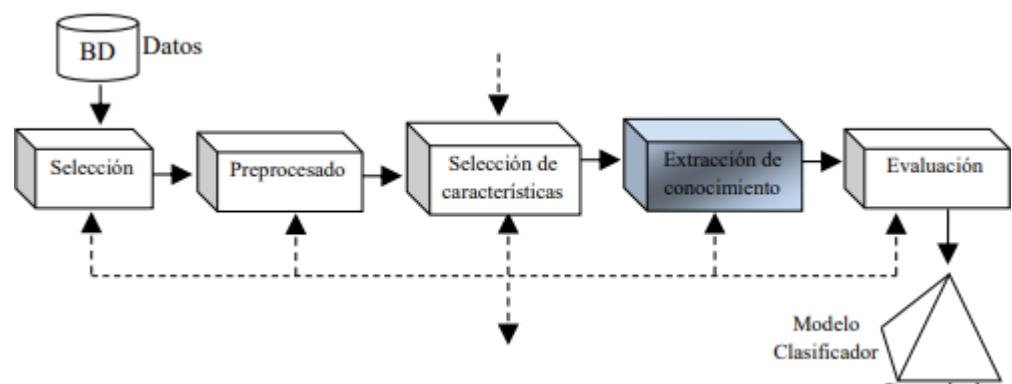 BD
Datos
Selección
Preprocesado
Selección de
características
Extracción de
conocimiento
Evaluación
Modelo
Clasificador